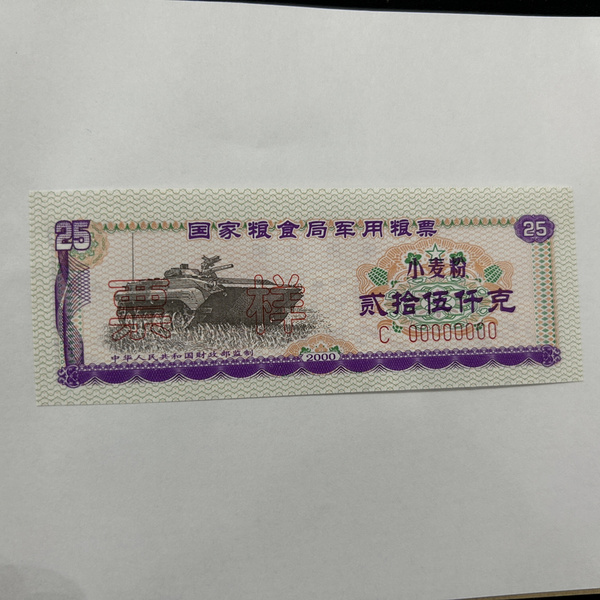 国家粮食局军用粮票
25
25
小麦粉
票样
贰拾伍仟克
C 00000000
中华人民共和国财政部监制
2000